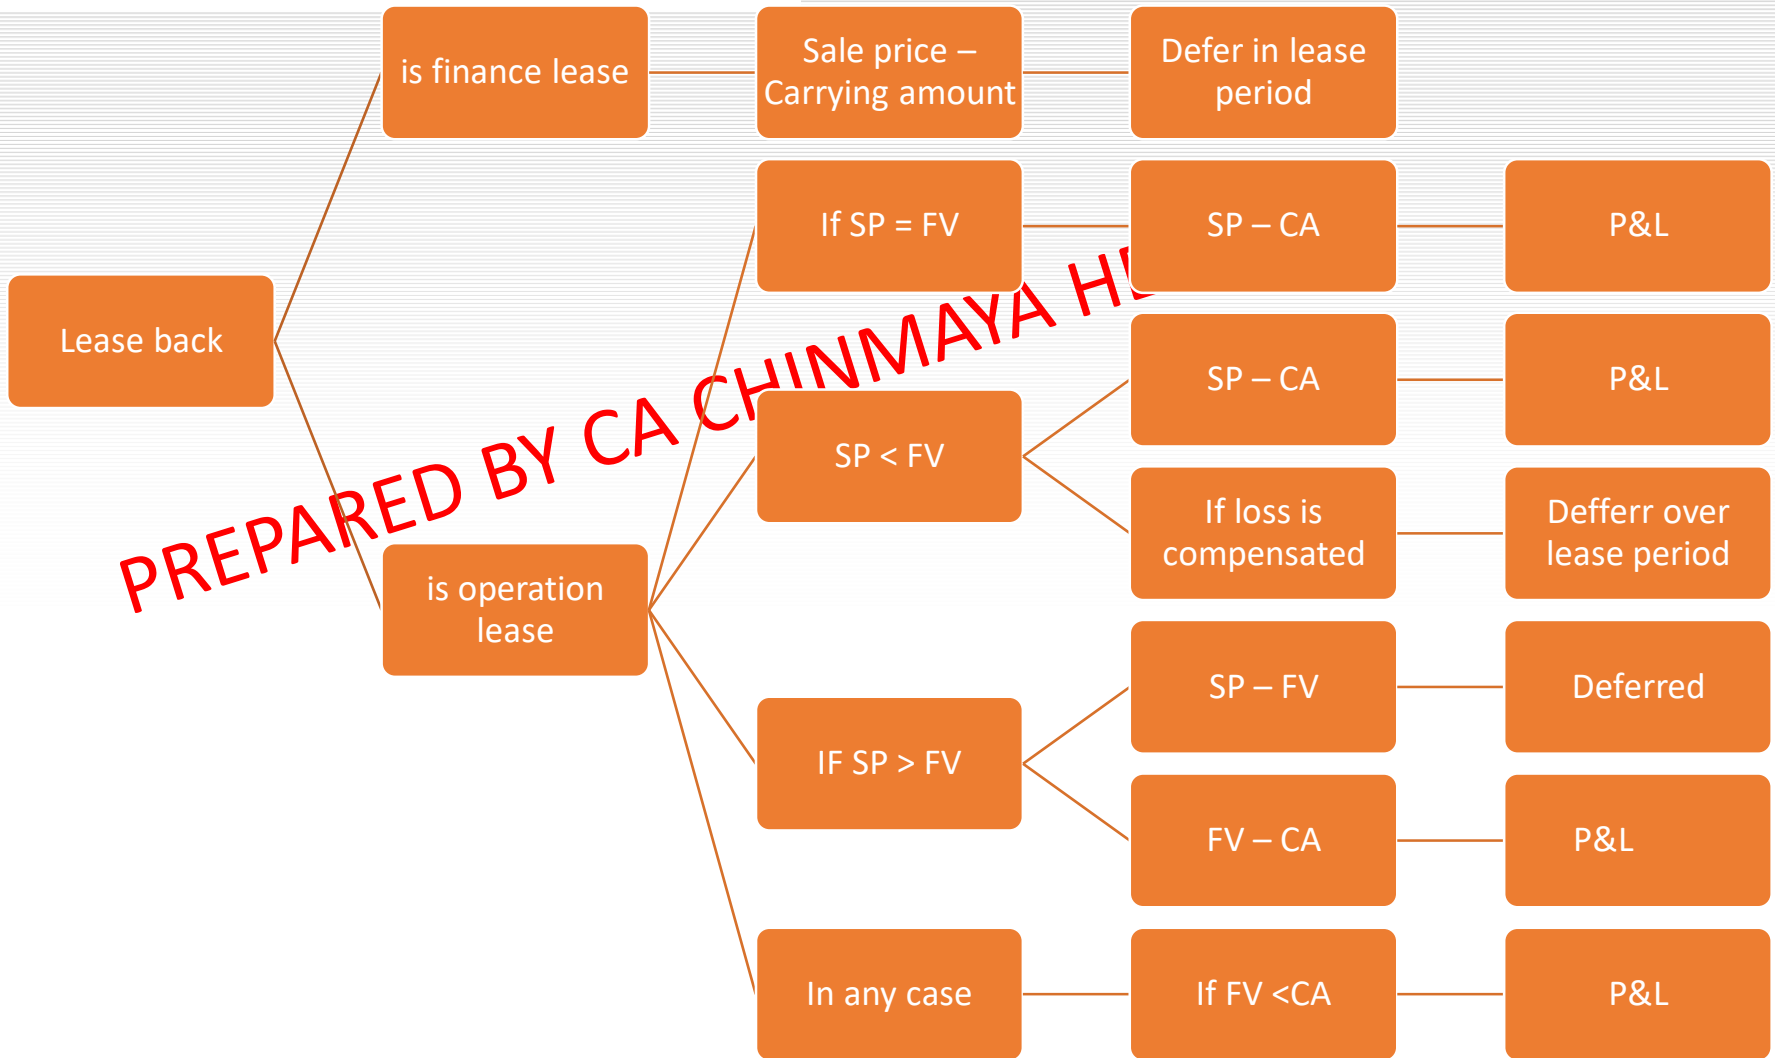 is finance lease
Sale price –
Carrying amount
Defer in lease
period
If SP = FV
SP – CA
P&L
Lease back
SP < FV
SP – CA
P&L
If loss is
compensated
Defferr over
lease period
is operation
lease
IF SP > FV
SP – FV
Deferred
FV – CA
P&L
In any case
If FV <CA
P&L
PREPARED BY CA CHINMAYA